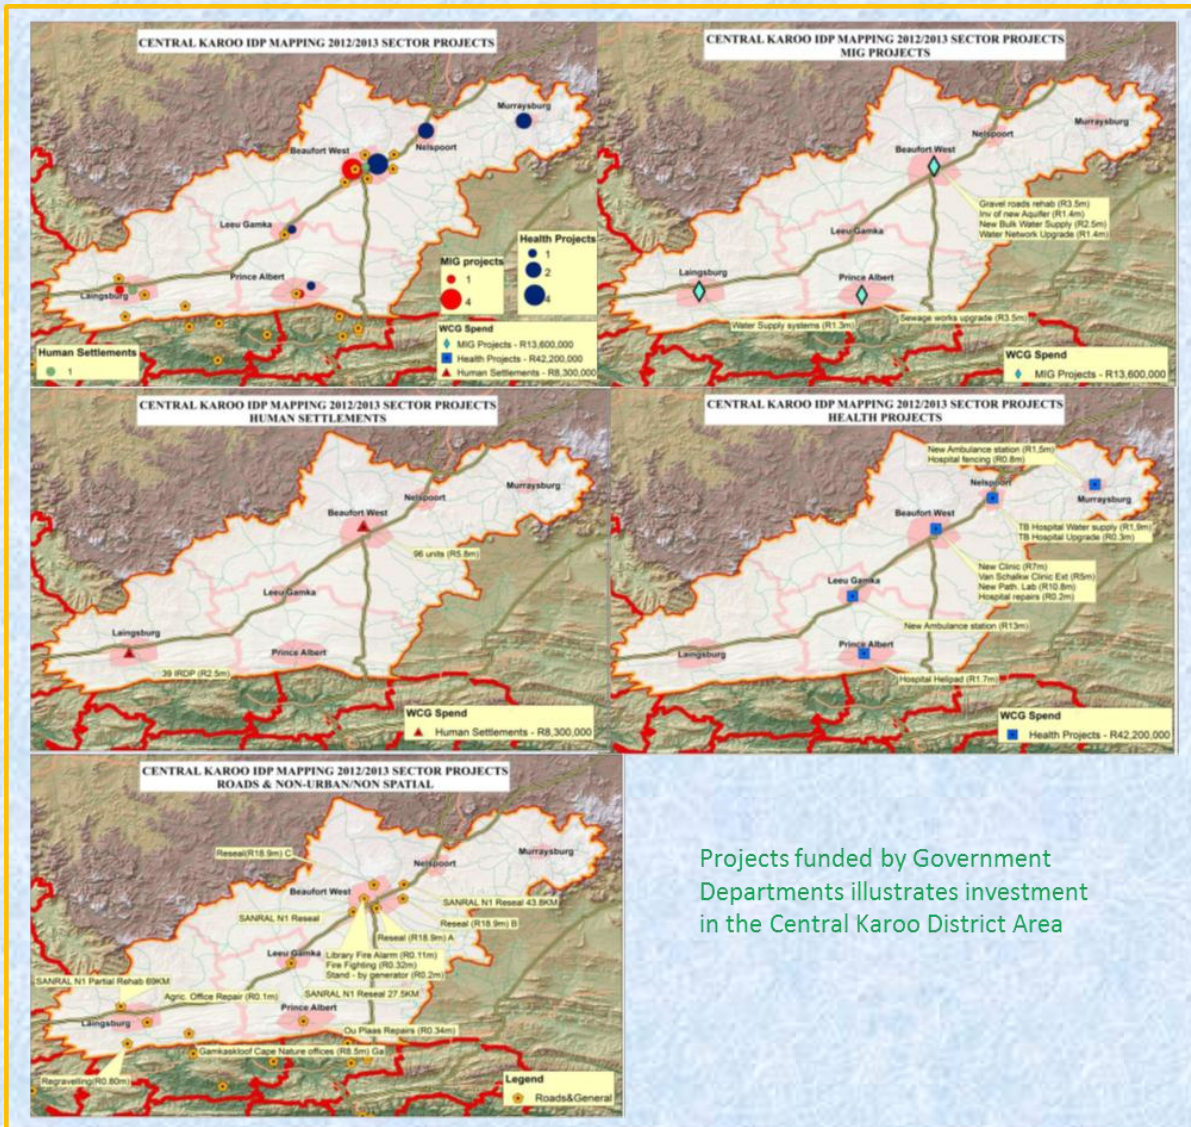 CENTRAL KAROO IDP MAPPING 2012/2013 SECTOR PROJECTS
Murraysburg
Nelspoort
Beaufort West
Leeu Gamka
Prince Albert
Laingsburg
Health Projects
1
2
4
MIG projects
1
4
WCG Spend
MIG Projects - R13,600,000
Health Projects - R42,200,000
Human Settlements - R8,300,000
Human Settlements
1
CENTRAL KAROO IDP MAPPING 2012/2013 SECTOR PROJECTS
MIG PROJECTS
Murraysburg
Nelspoort
Beaufort West
Gravel roads rehab (R3.5m)
Inv of new Aquifer (R1.4m)
New Bulk Water Supply (R2.5m)
Water Network Upgrade (R1.4m)
Leeu Gamka
Laingsburg
Prince Albert
Sewage works upgrade (R3.5m)
Water Supply systems (R1.3m)
WCG Spend
MIG Projects - R13,600,000
CENTRAL KAROO IDP MAPPING 2012/2013 SECTOR PROJECTS
HUMAN SETTLEMENTS
Murraysburg
Nelspoort
Beaufort West
96 units (R5.8m)
Leeu Gamka
Laingsburg
Prince Albert
39 IRDP (R2.5m)
WCG Spend
Human Settlements - R8,300,000
CENTRAL KAROO IDP MAPPING 2012/2013 SECTOR PROJECTS
HEALTH PROJECTS
New Ambulance station (R1,5m)
Hospital fencing (R0.8m)
Nelspoort
Murraysburg
Beaufort West
TB Hospital Water supply (R1,9m)
TB Hospital Upgrade (R0.3m)
New Clinic (R7m)
Van Schalkw Clinic Ext (R5m)
New Path. Lab (R10.8m)
Hospital repairs (R0.2m)
Leeu Gamka
New Ambulance station (R13m)
Prince Albert
Laingsburg
Hospital Helipad (R1.7m)
WCG Spend
Health Projects - R42,200,000
CENTRAL KAROO IDP MAPPING 2012/2013 SECTOR PROJECTS
ROADS & NON-URBAN/NON SPATIAL
Reseal(R18.9m) C
Murraysburg
Nelspoort
Beaufort West
SANRAL N1 Reseal 43.8KM
SANRAL N1 Reseal
Reseal (R18.9m) B
Reseal (R18.9m) A
Leeu Gamka
Library Fire Alarm (R0.11m)
Fire Fighting (R0.32m)
Stand - by generator (R0.2m)
SANRAL N1 Partial Rehab 69KM
Agric. Office Repair (R0.1m)
SANRAL N1 Reseal 27.5KM
Prince Albert
Laingsburg
Ou Plaas Repairs (R0.34m)
Gamkaskloof Cape Nature offices (R8.5m) Ga
Regravelling(R0.80m)
Legend
Roads&General
Projects funded by Government
Departments illustrates investment
in the Central Karoo District Area